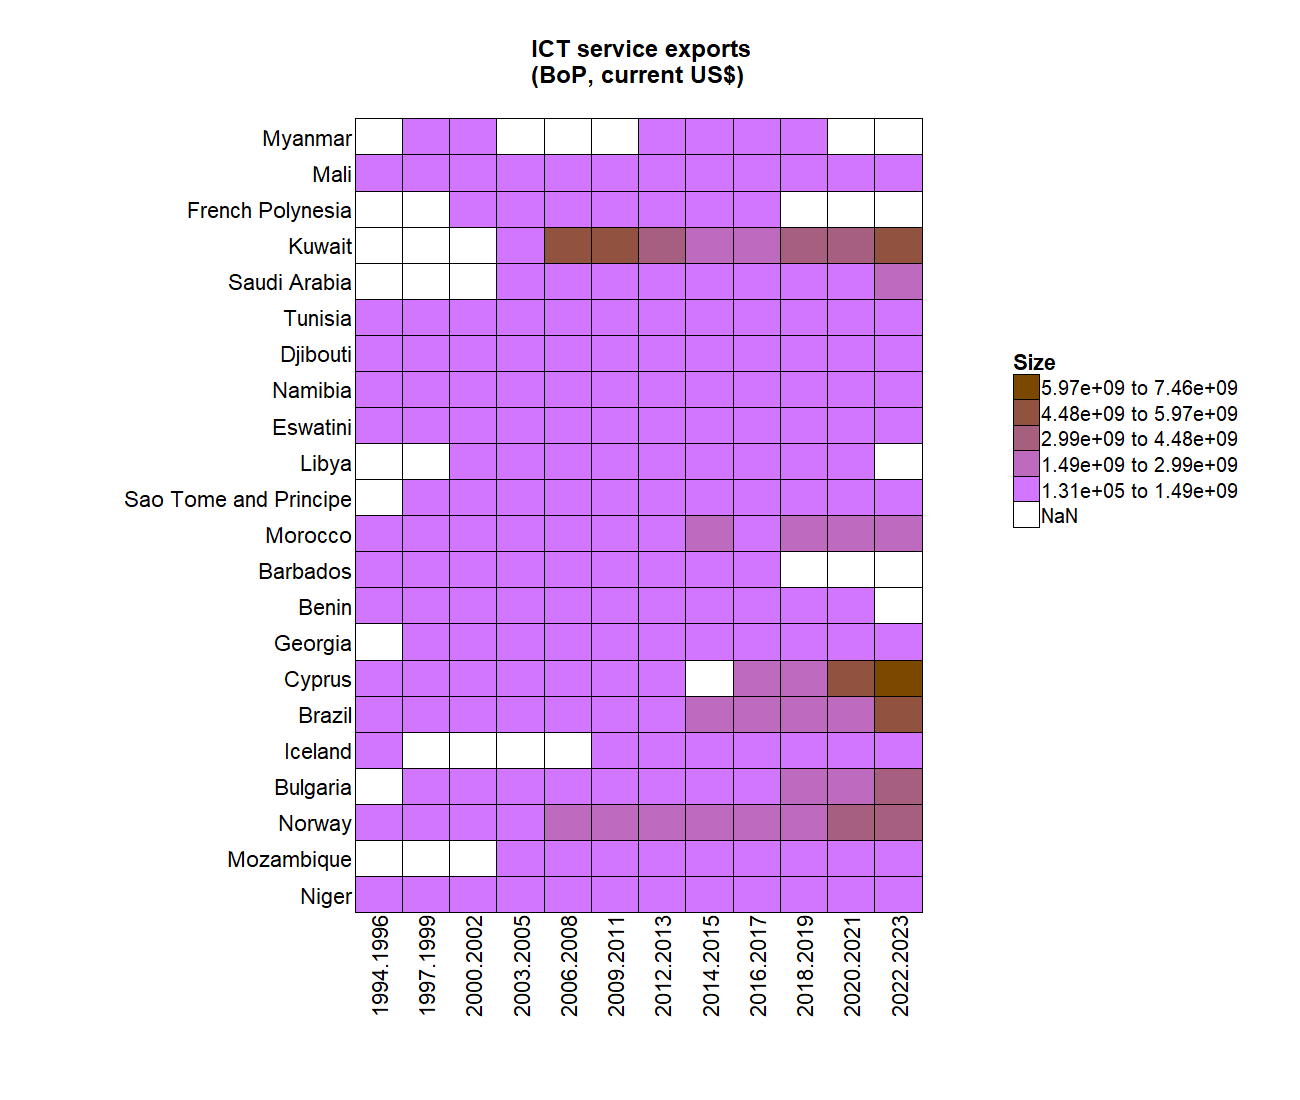 ICT service exports
(BoP, current US$)
Myanmar
Mali
French Polynesia
Kuwait
Saudi Arabia
Tunisia
Djibouti
Namibia
Eswatini
Libya
Sao Tome and Principe
Morocco
Barbados
Benin
Georgia
Cyprus
Brazil
Iceland
Bulgaria
Norway
Mozambique
Niger
1994.1996
1997.1999
2000.2002
2003.2005
2006.2008
2009.2011
2012.2013
2014.2015
2016.2017
2018.2019
2020.2021
2022.2023
Size
5.97e+09 to 7.46e+09
4.48e+09 to 5.97e+09
2.99e+09 to 4.48e+09
1.49e+09 to 2.99e+09
1.31e+05 to 1.49e+09
NaN